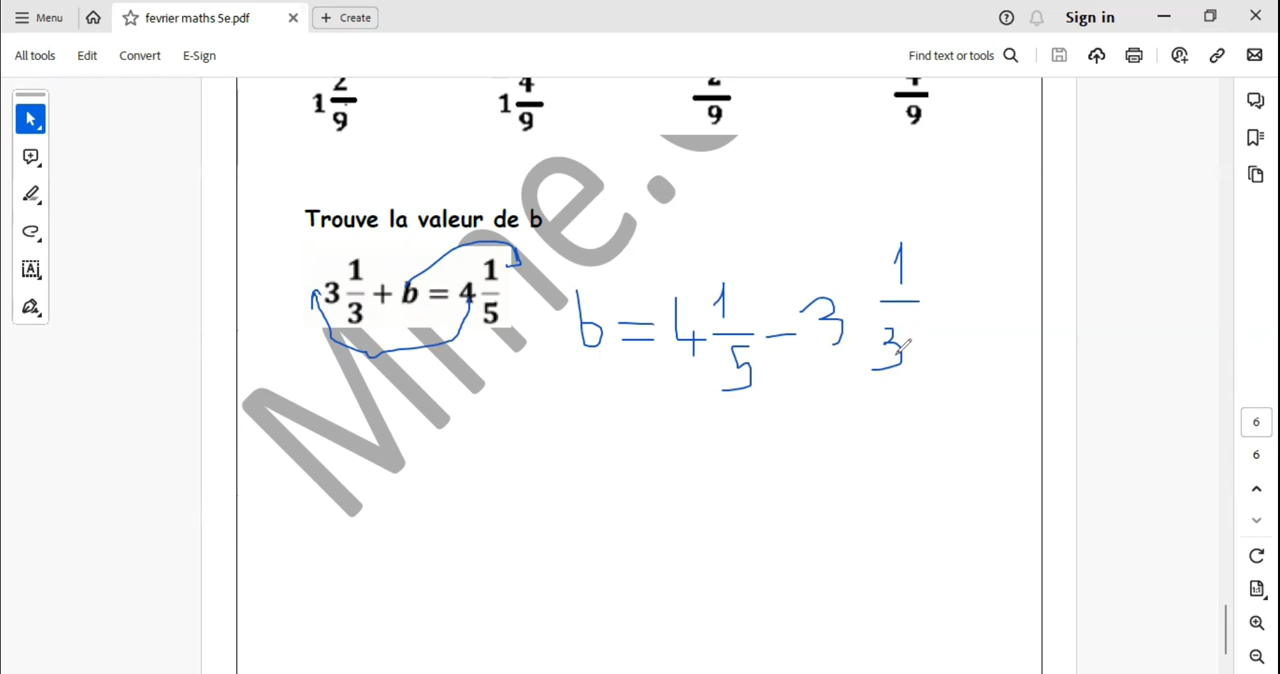 Menu fevrier maths 5e.pdf Create Sign in
All tools Edit Convert E-Sign Find text or tools
1 2/9 1 4/9 2/9 4/9
Trouve la valeur de b
3 1/3 + b = 4 1/5
b = 4 1/5 - 3 1/3
Mme.
6
6